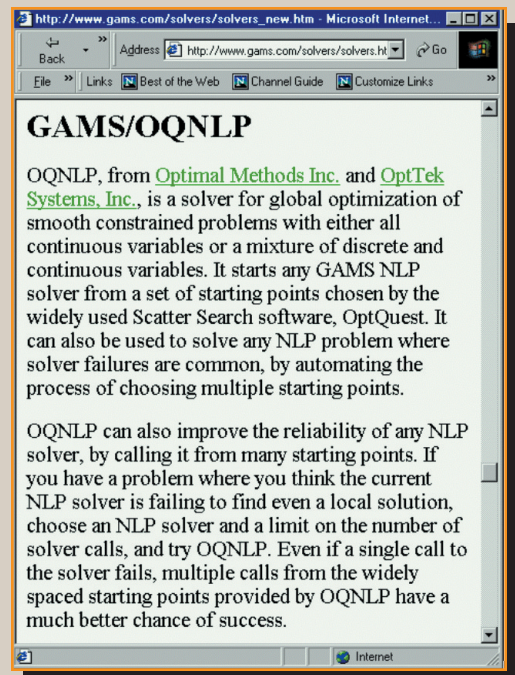 http://www.gams.com/solvers/solvers_new.htm - Microsoft Internet...
Back
»
Address http://www.gams.com/solvers/solvers.ht
Go
File » Links Best of the Web Channel Guide Customize Links »
GAMS/OQNLP
OQNLP, from Optimal Methods Inc. and OptTek
Systems, Inc., is a solver for global optimization of
smooth constrained problems with either all
continuous variables or a mixture of discrete and
continuous variables. It starts any GAMS NLP
solver from a set of starting points chosen by the
widely used Scatter Search software, OptQuest. It
can also be used to solve any NLP problem where
solver failures are common, by automating the
process of choosing multiple starting points.
OQNLP can also improve the reliability of any NLP
solver, by calling it from many starting points. If
you have a problem where you think the current
NLP solver is failing to find even a local solution,
choose an NLP solver and a limit on the number of
solver calls, and try OQNLP. Even if a single call to
the solver fails, multiple calls from the widely
spaced starting points provided by OQNLP have a
much better chance of success.
Internet